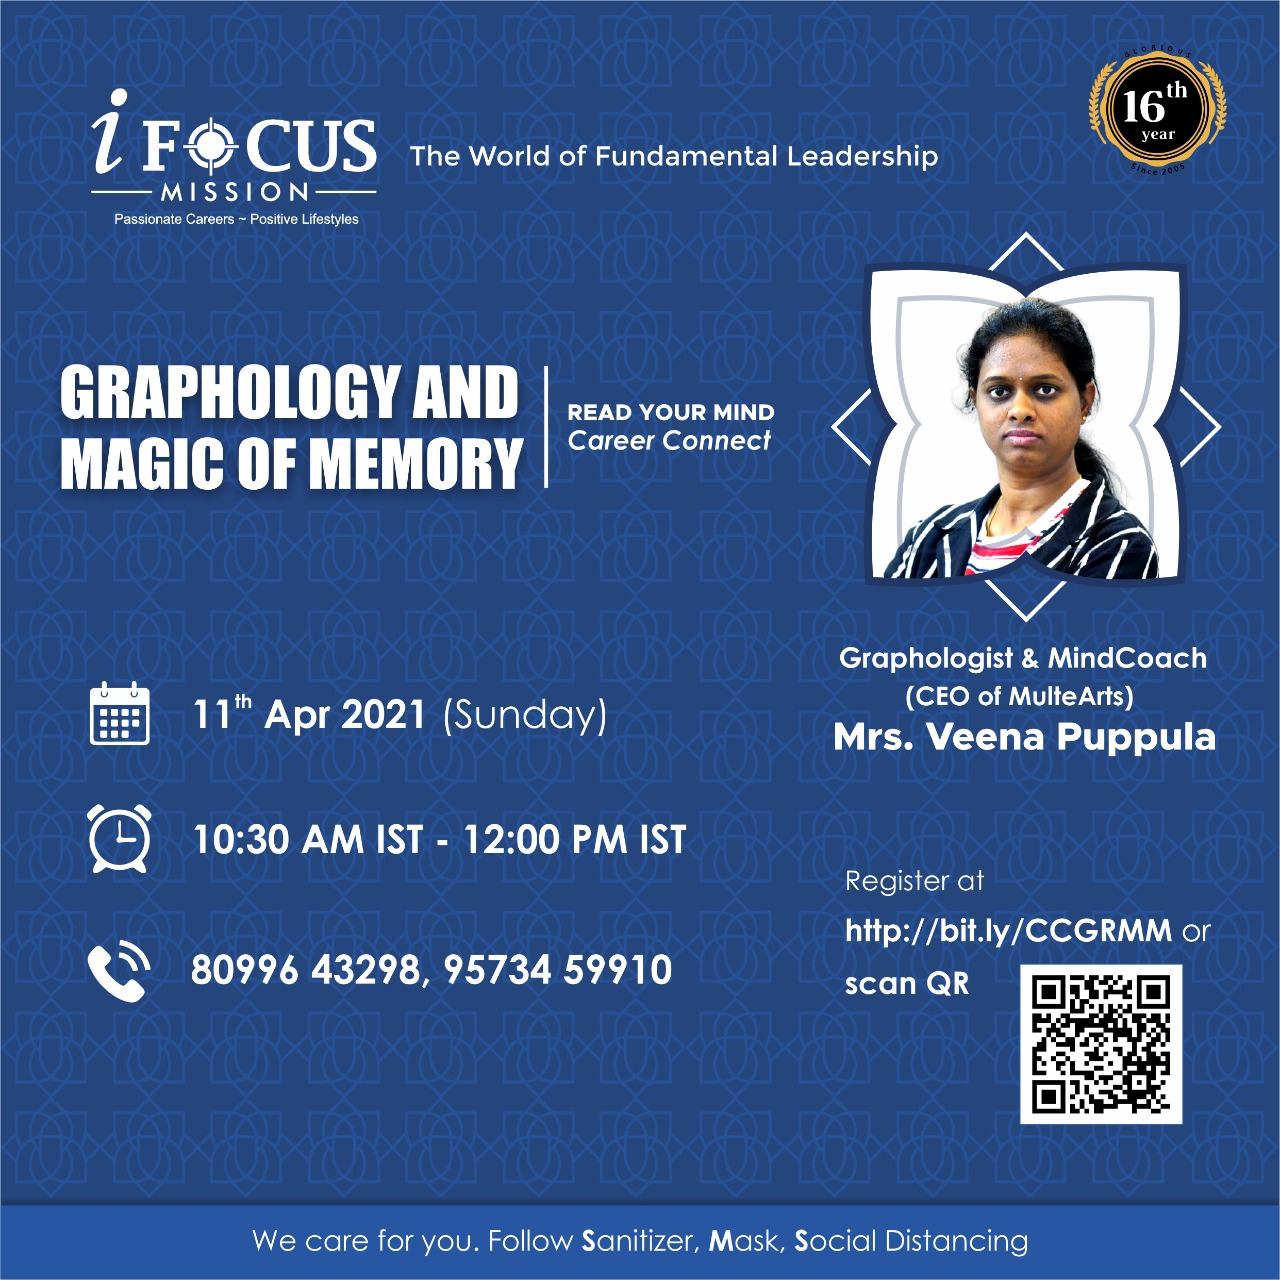 GLORIOUS
16th
year
Since 2005
i FOCUS
MISSION
Passionate Careers ~ Positive Lifestyles
The World of Fundamental Leadership
GRAPHOLOGY AND
MAGIC OF MEMORY
READ YOUR MIND
Career Connect
Graphologist & MindCoach
(CEO of MulteArts)
Mrs. Veena Puppula
11th Apr 2021 (Sunday)
10:30 AM IST - 12:00 PM IST
80996 43298, 95734 59910
Register at
http://bit.ly/CCGRMM or
scan QR
We care for you. Follow Sanitizer, Mask, Social Distancing